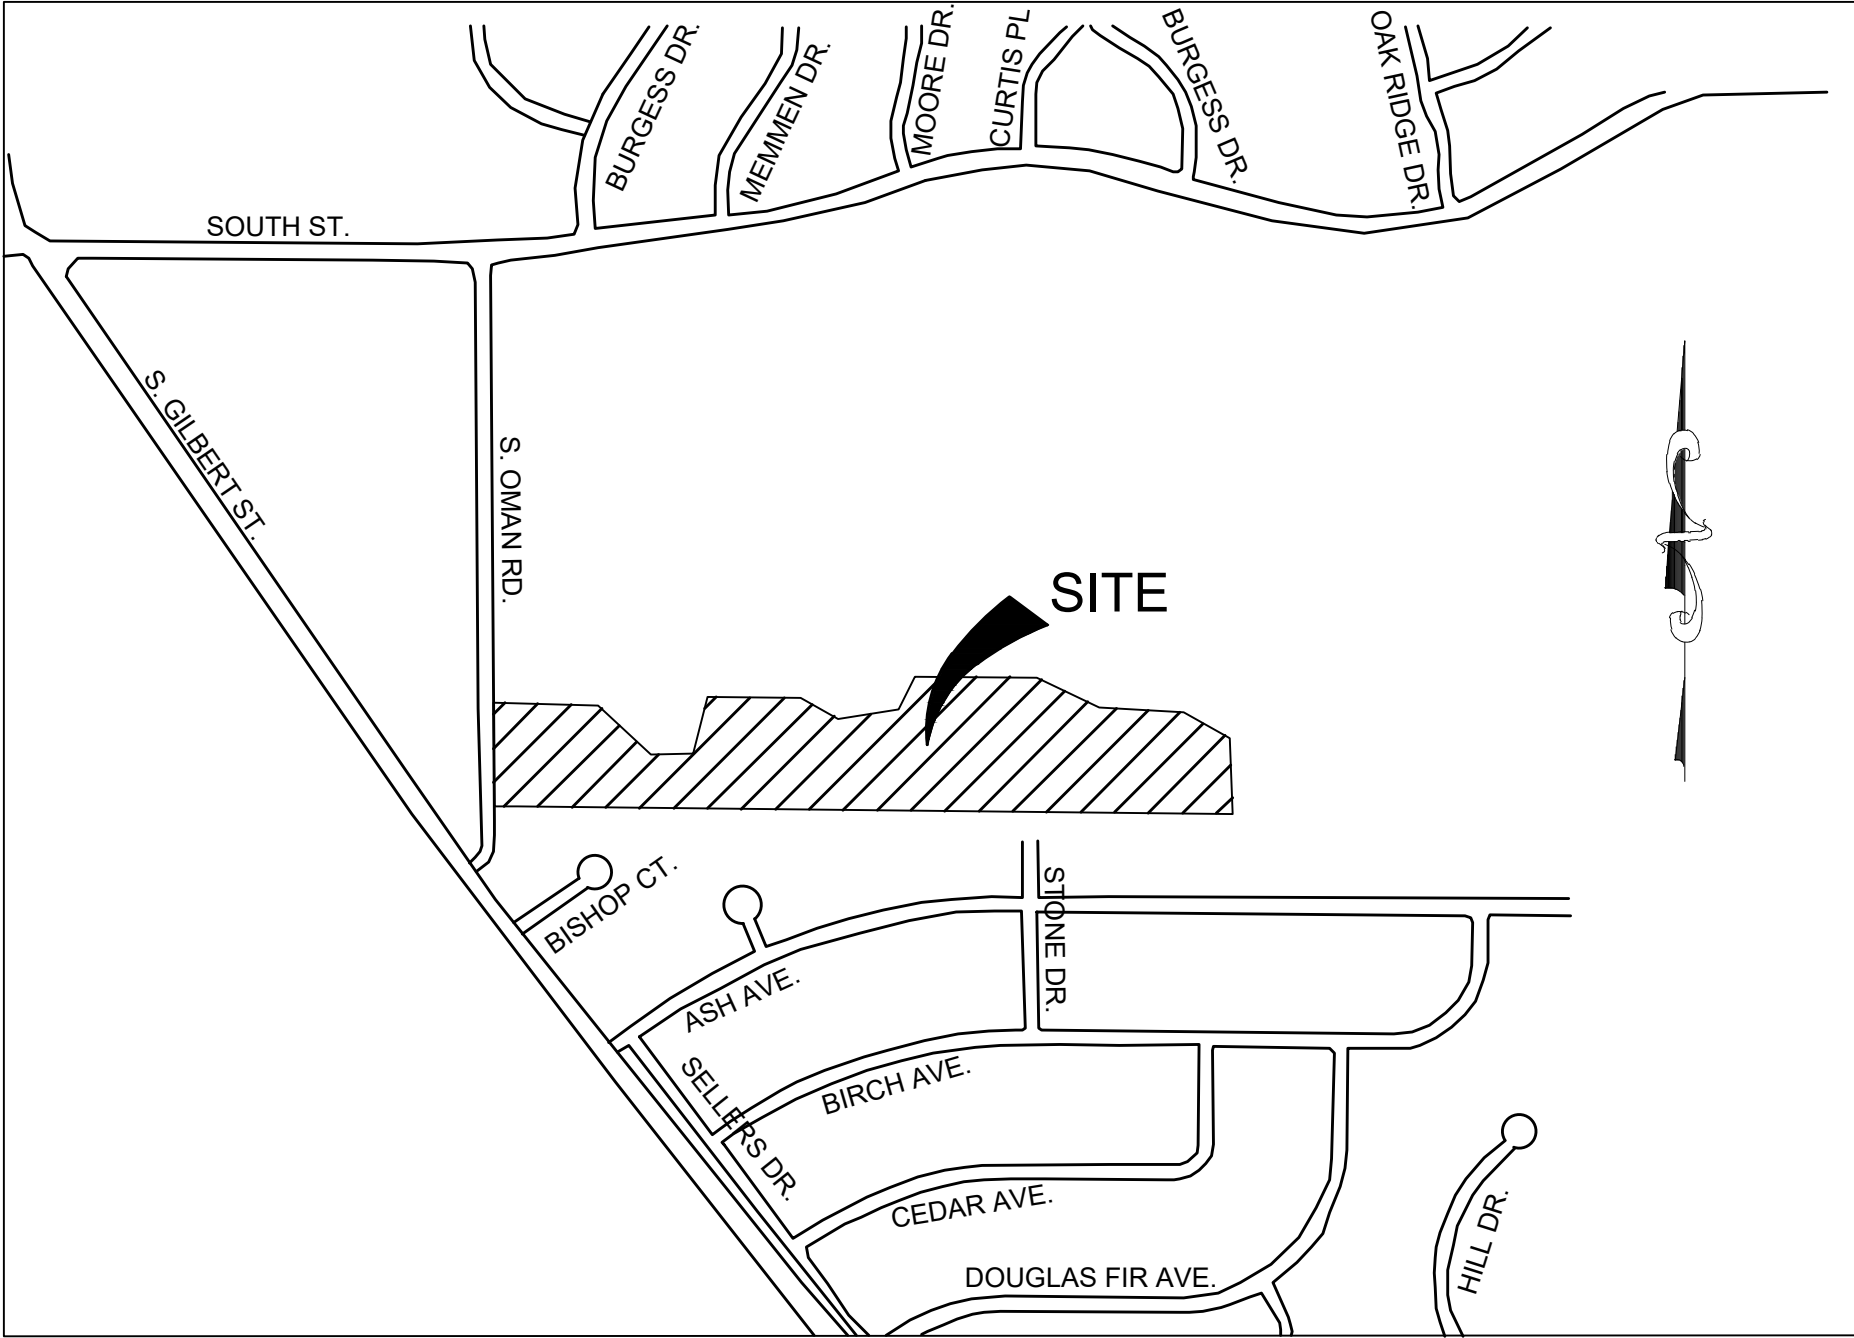 BURGESS DR.
MEMMEN DR.
MOORE DR.
CURTIS PL
BURGESS DR.
OAK RIDGE DR.
SOUTH ST.
S. GILBERT ST.
S. OMAN RD.
SITE
BISHOP CT.
STONE DR.
ASH AVE.
SELLERS DR.
BIRCH AVE.
CEDAR AVE.
HILL DR.
DOUGLAS FIR AVE.